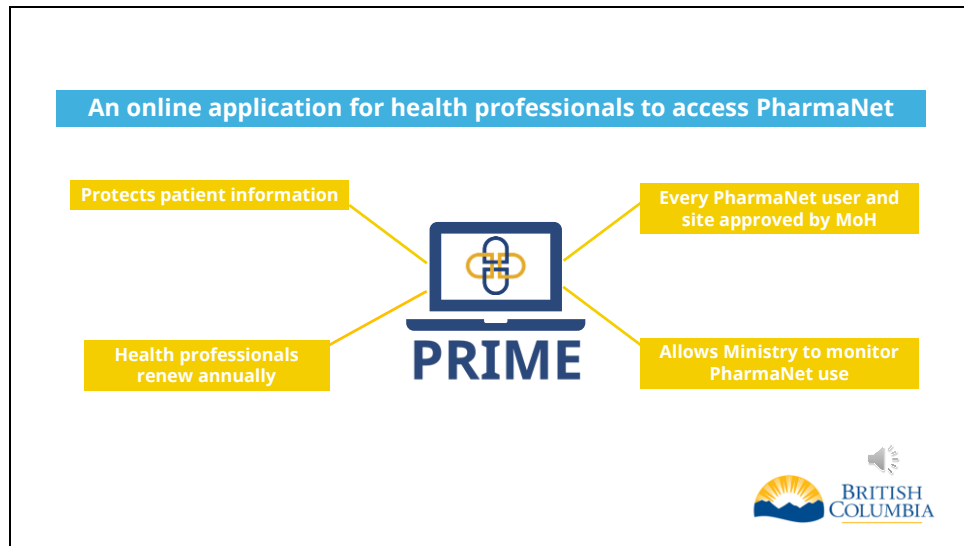 An online application for health professionals to access PharmaNet
Protects patient information
Every PharmaNet user and
site approved by MoH
Health professionals
renew annually
PRIME
Allows Ministry to monitor
PharmaNet use
BRITISH
COLUMBIA